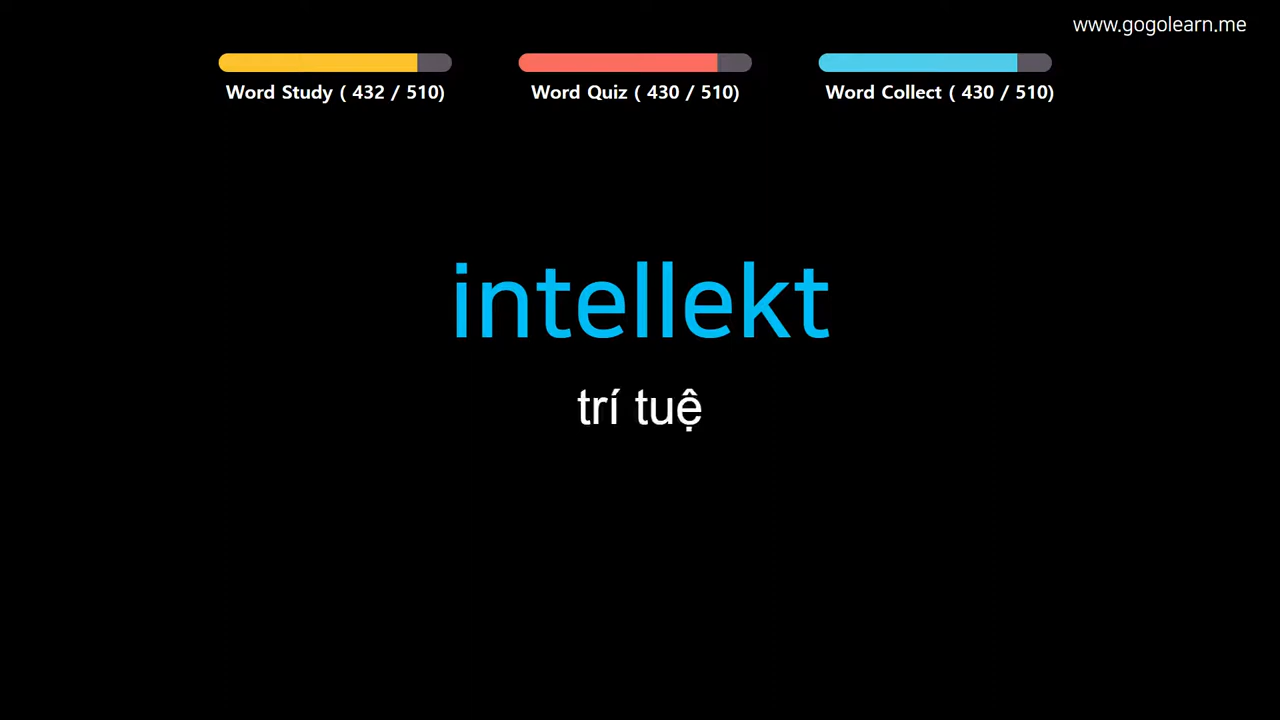 www.gogolearn.me
Word Study ( 432 / 510)
Word Quiz ( 430 / 510)
Word Collect ( 430 / 510)
intellekt
trí tuệ